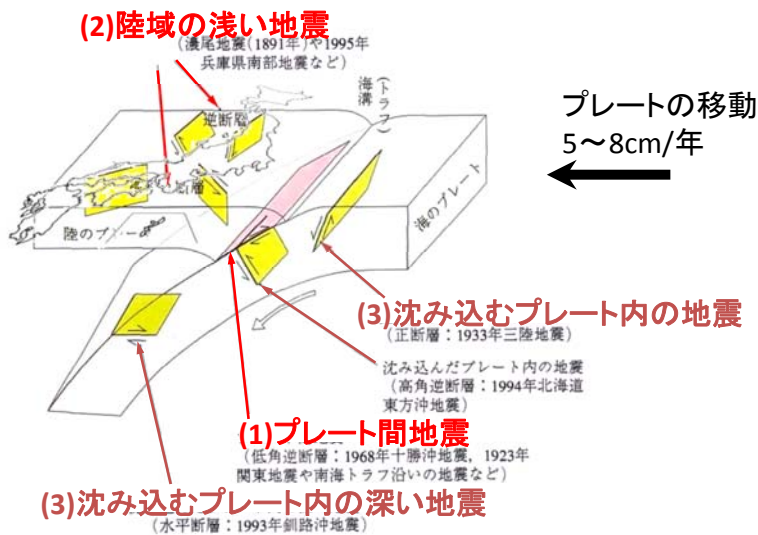 (2)陸域の浅い地震
(濃尾地震(1891年)や1995年
兵庫県南部地震など)
海溝
(トラフ)
プレートの移動
5～8cm/年
逆断層
断層
陸のプレー
海のプレート
(3)沈み込むプレート内の地震
(正断層：1933年三陸地震)
沈み込んだプレート内の地震
(高角逆断層：1994年北海道
東方沖地震)
(1)プレート間地震
(低角逆断層：1968年十勝沖地震，1923年
関東地震や南海トラフ沿いの地震など)
(3)沈み込むプレート内の深い地震
(水平断層：1993年釧路沖地震)